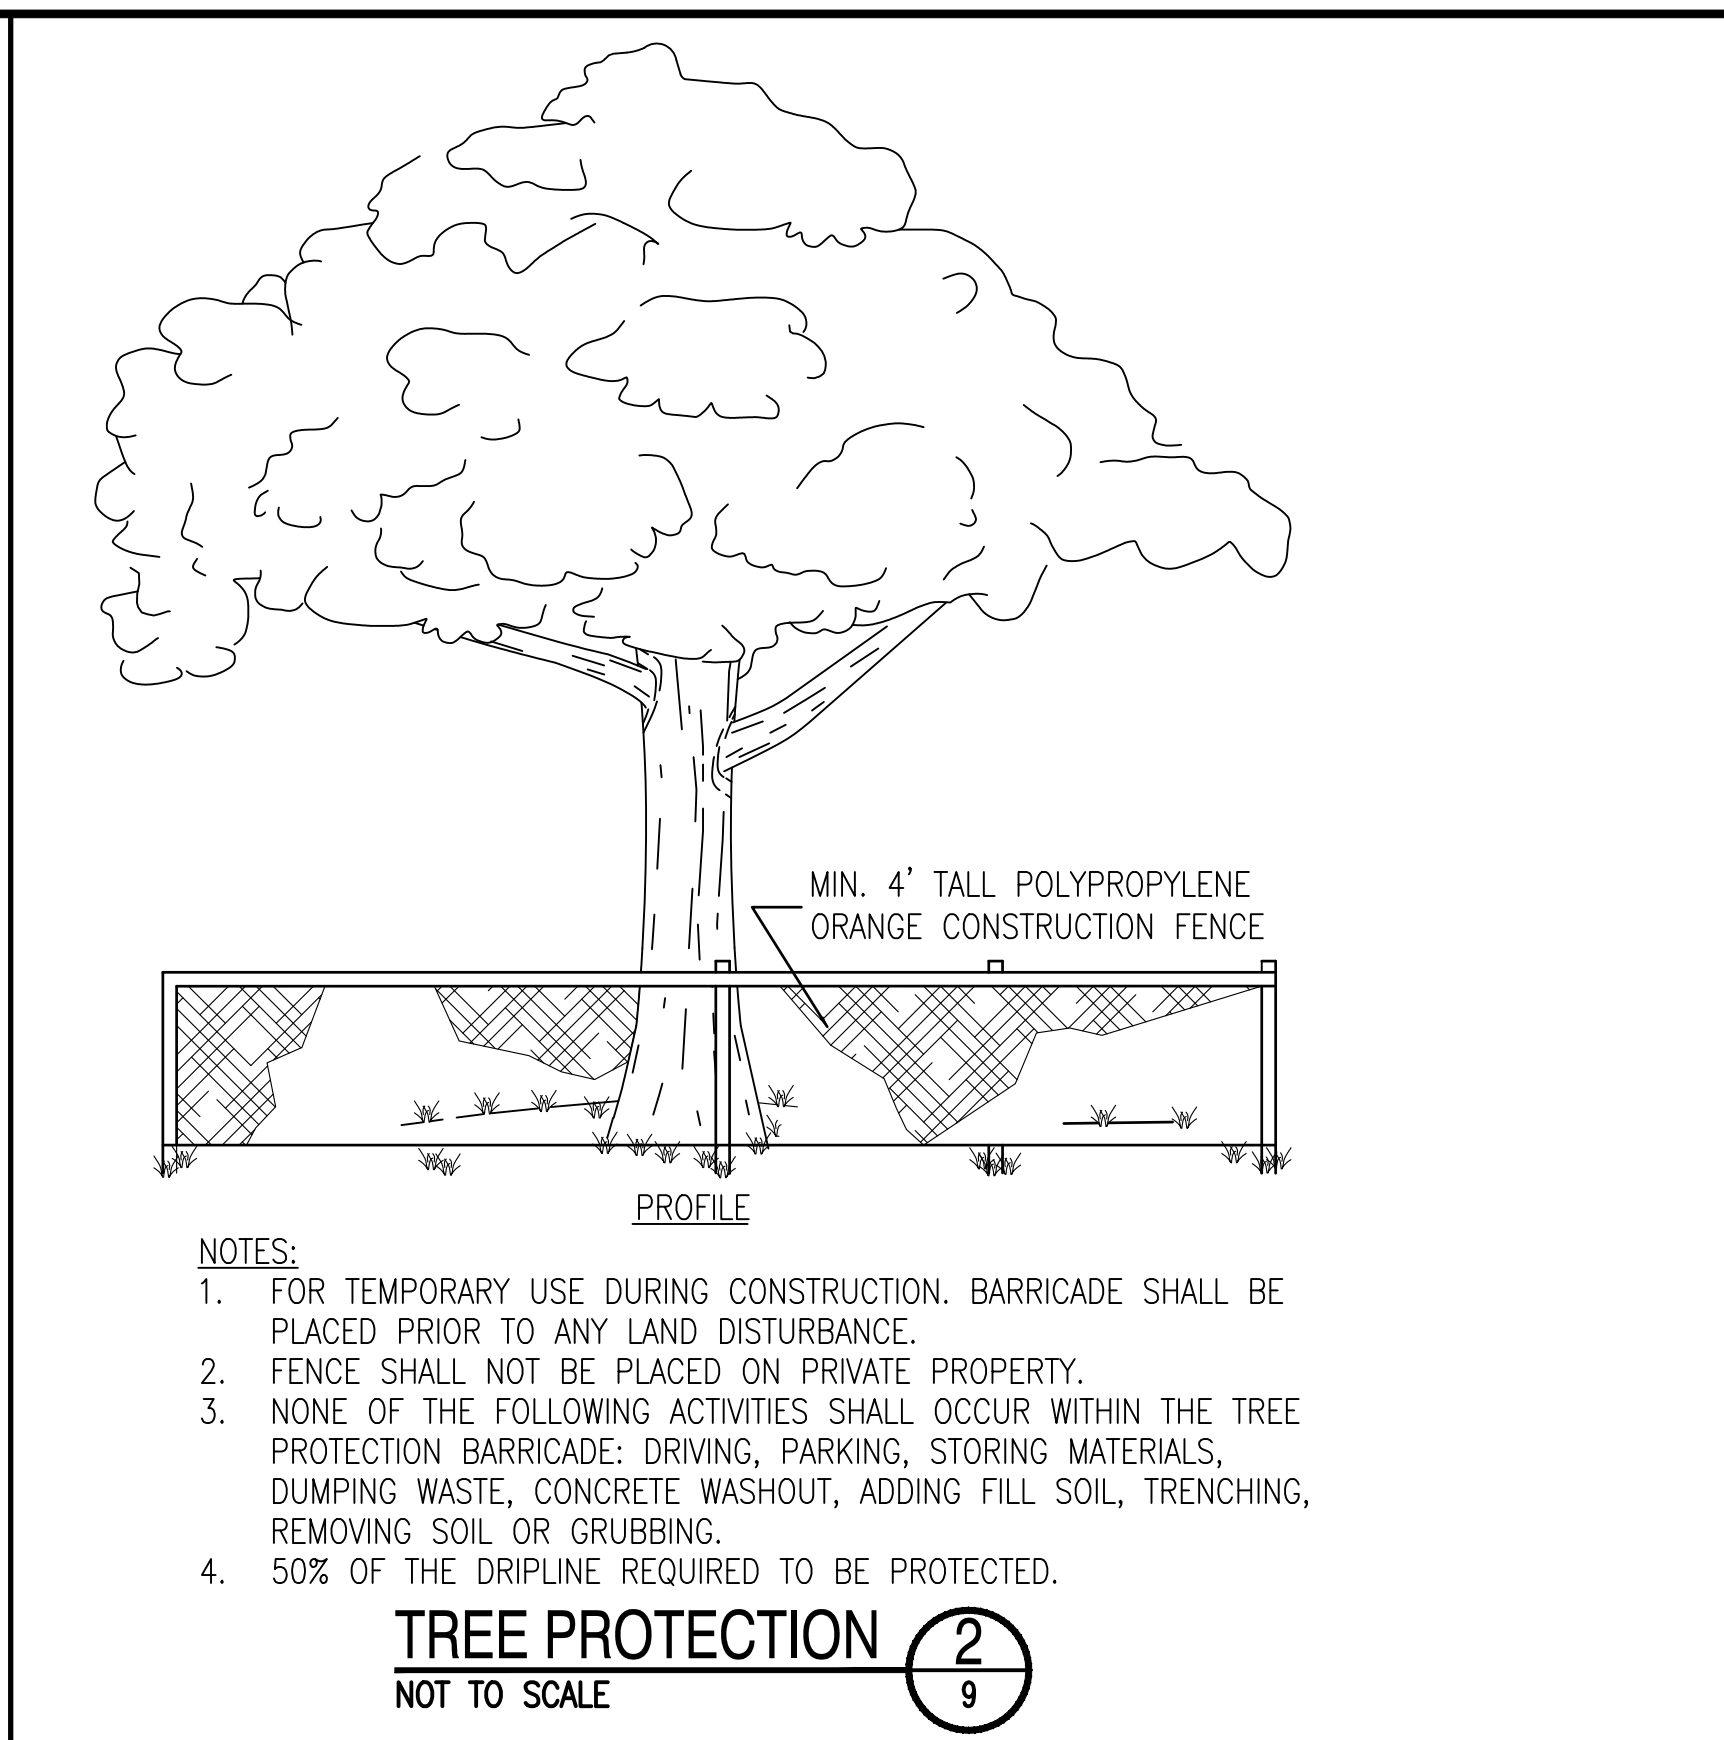 MIN. 4' TALL POLYPROPYLENE
ORANGE CONSTRUCTION FENCE
PROFILE
NOTES:
1. FOR TEMPORARY USE DURING CONSTRUCTION. BARRICADE SHALL BE
PLACED PRIOR TO ANY LAND DISTURBANCE.
2. FENCE SHALL NOT BE PLACED ON PRIVATE PROPERTY.
3. NONE OF THE FOLLOWING ACTIVITIES SHALL OCCUR WITHIN THE TREE
PROTECTION BARRICADE: DRIVING, PARKING, STORING MATERIALS,
DUMPING WASTE, CONCRETE WASHOUT, ADDING FILL SOIL, TRENCHING,
REMOVING SOIL OR GRUBBING.
4. 50% OF THE DRIPLINE REQUIRED TO BE PROTECTED.
TREE PROTECTION
NOT TO SCALE
2
9